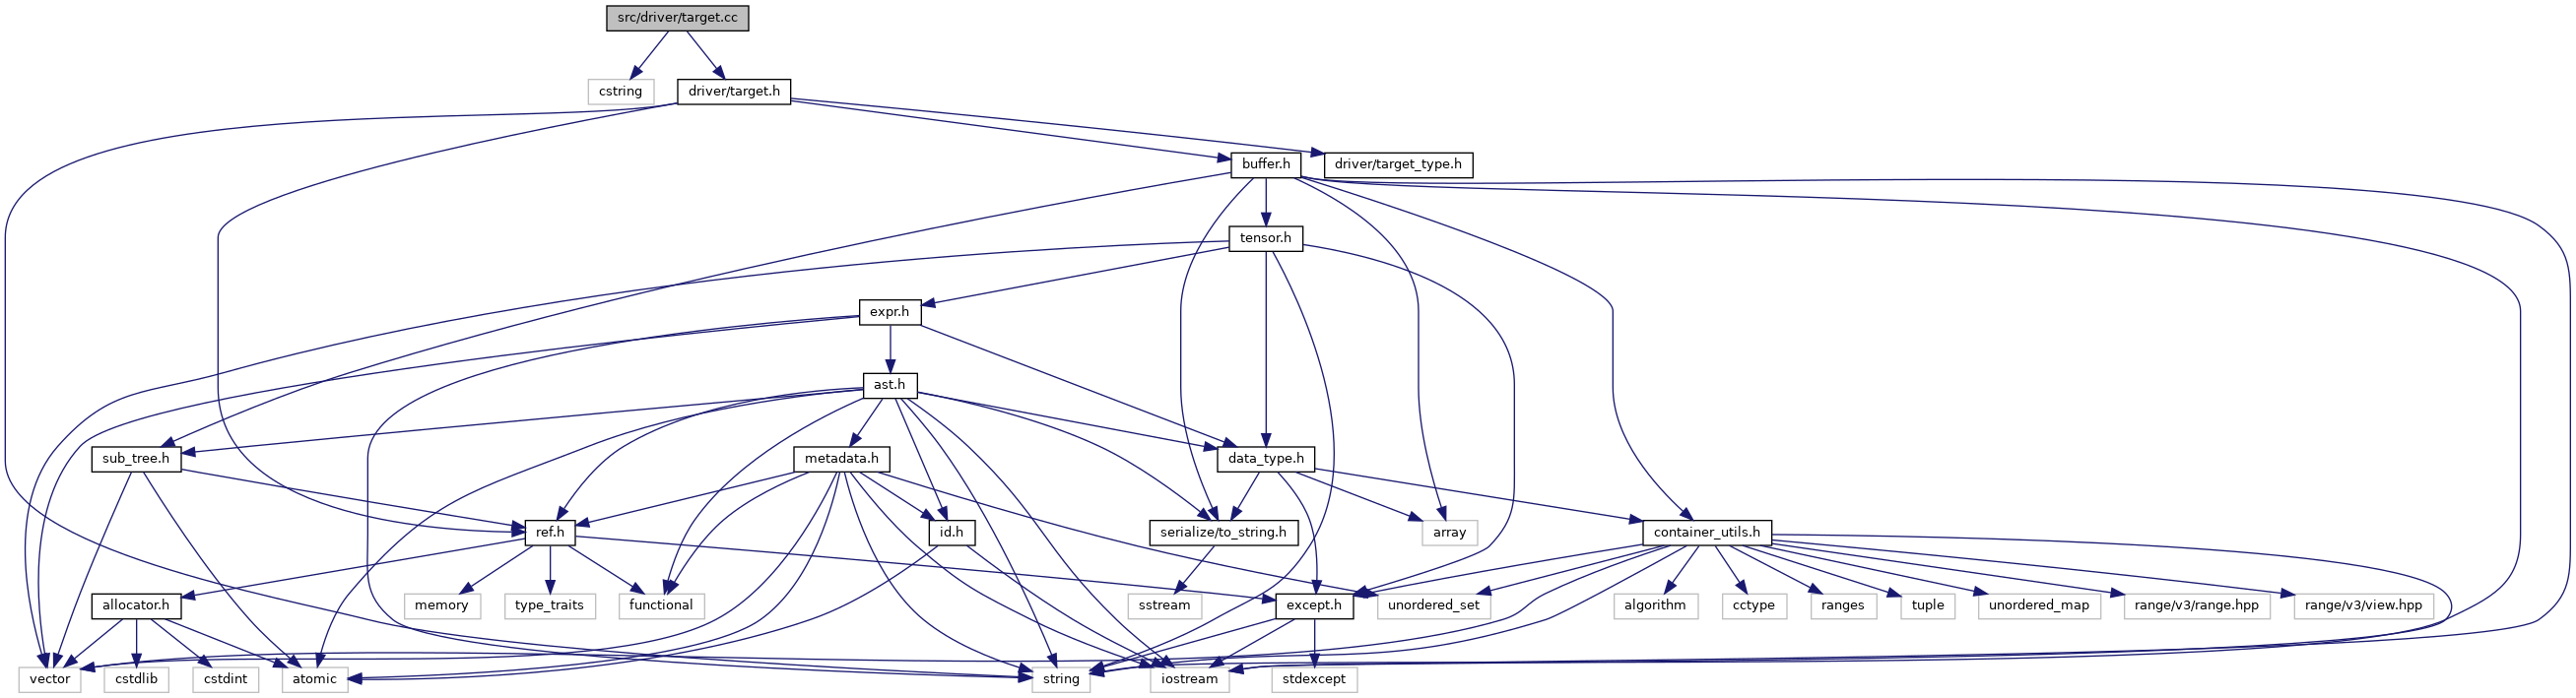 src/driver/target.cc
cstring
driver/target.h
buffer.h
driver/target_type.h
tensor.h
expr.h
ast.h
sub_tree.h
metadata.h
data_type.h
ref.h
id.h
serialize/to_string.h
array
container_utils.h
allocator.h
memory
type_traits
functional
sstream
except.h
unordered_set
algorithm
cctype
ranges
tuple
unordered_map
range/v3/range.hpp
range/v3/view.hpp
vector
cstdlib
cstdint
atomic
string
iostream
stdexcept